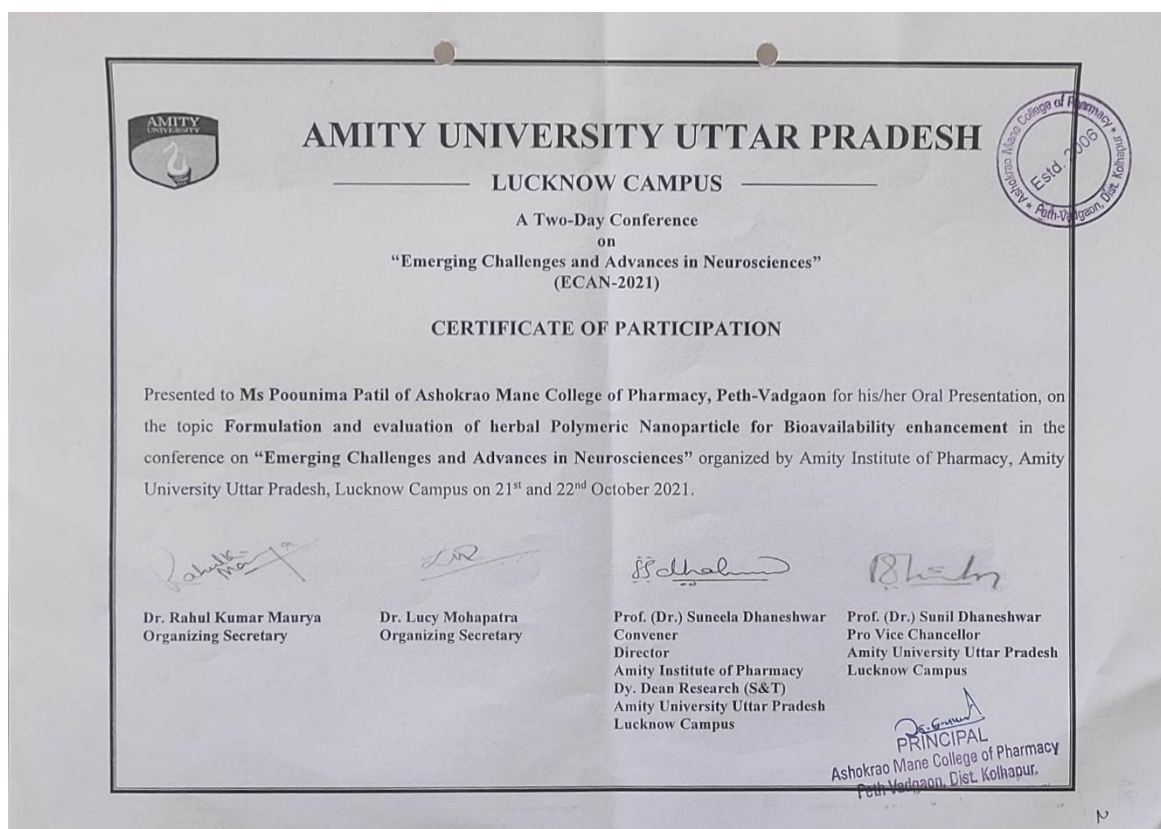 AMITY
UNIVERSITY
AMITY UNIVERSITY UTTAR PRADESH
LUCKNOW CAMPUS
A Two-Day Conference
on
“Emerging Challenges and Advances in Neurosciences”
(ECAN-2021)
CERTIFICATE OF PARTICIPATION
Ashokrao Mane College of Pharmacy * Peth-Vadgaon, Dist. Kolhapur *
Estd. 2006
Presented to Ms Poounima Patil of Ashokrao Mane College of Pharmacy, Peth-Vadgaon for his/her Oral Presentation, on
the topic Formulation and evaluation of herbal Polymeric Nanoparticle for Bioavailability enhancement in the
conference on “Emerging Challenges and Advances in Neurosciences” organized by Amity Institute of Pharmacy, Amity
University Uttar Pradesh, Lucknow Campus on 21st and 22nd October 2021.
Dr. Rahul Kumar Maurya
Organizing Secretary
Dr. Lucy Mohapatra
Organizing Secretary
Prof. (Dr.) Suneela Dhaneshwar
Convener
Director
Amity Institute of Pharmacy
Dy. Dean Research (S&T)
Amity University Uttar Pradesh
Lucknow Campus
Prof. (Dr.) Sunil Dhaneshwar
Pro Vice Chancellor
Amity University Uttar Pradesh
Lucknow Campus
PRINCIPAL
Ashokrao Mane College of Pharmacy
Peth-Vadgaon, Dist. Kolhapur.